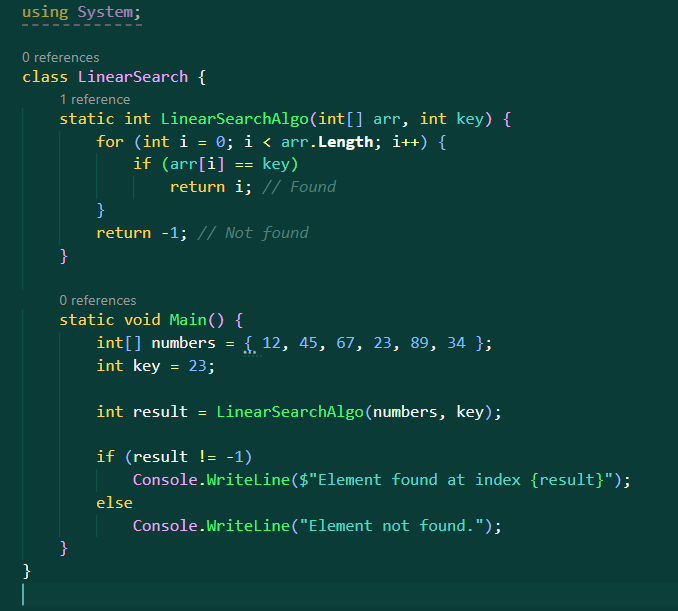 using System;
0 references
class LinearSearch {
1 reference
static int LinearSearchAlgo(int[] arr, int key) {
for (int i = 0; i < arr.Length; i++) {
if (arr[i] == key)
return i; // Found
}
return -1; // Not found
}
0 references
static void Main() {
int[] numbers = { 12, 45, 67, 23, 89, 34 };
int key = 23;
int result = LinearSearchAlgo(numbers, key);
if (result != -1)
Console.WriteLine($"Element found at index {result}");
else
Console.WriteLine("Element not found.");
}
}